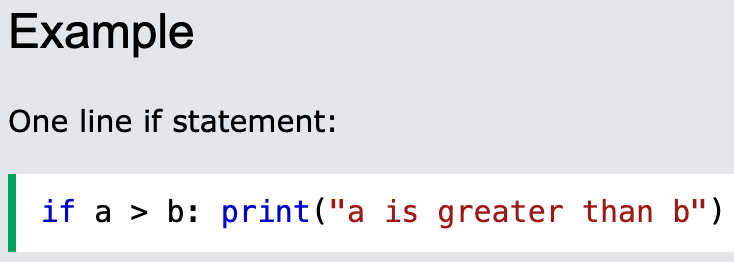 Example
One line if statement:
if a > b: print("a is greater than b")